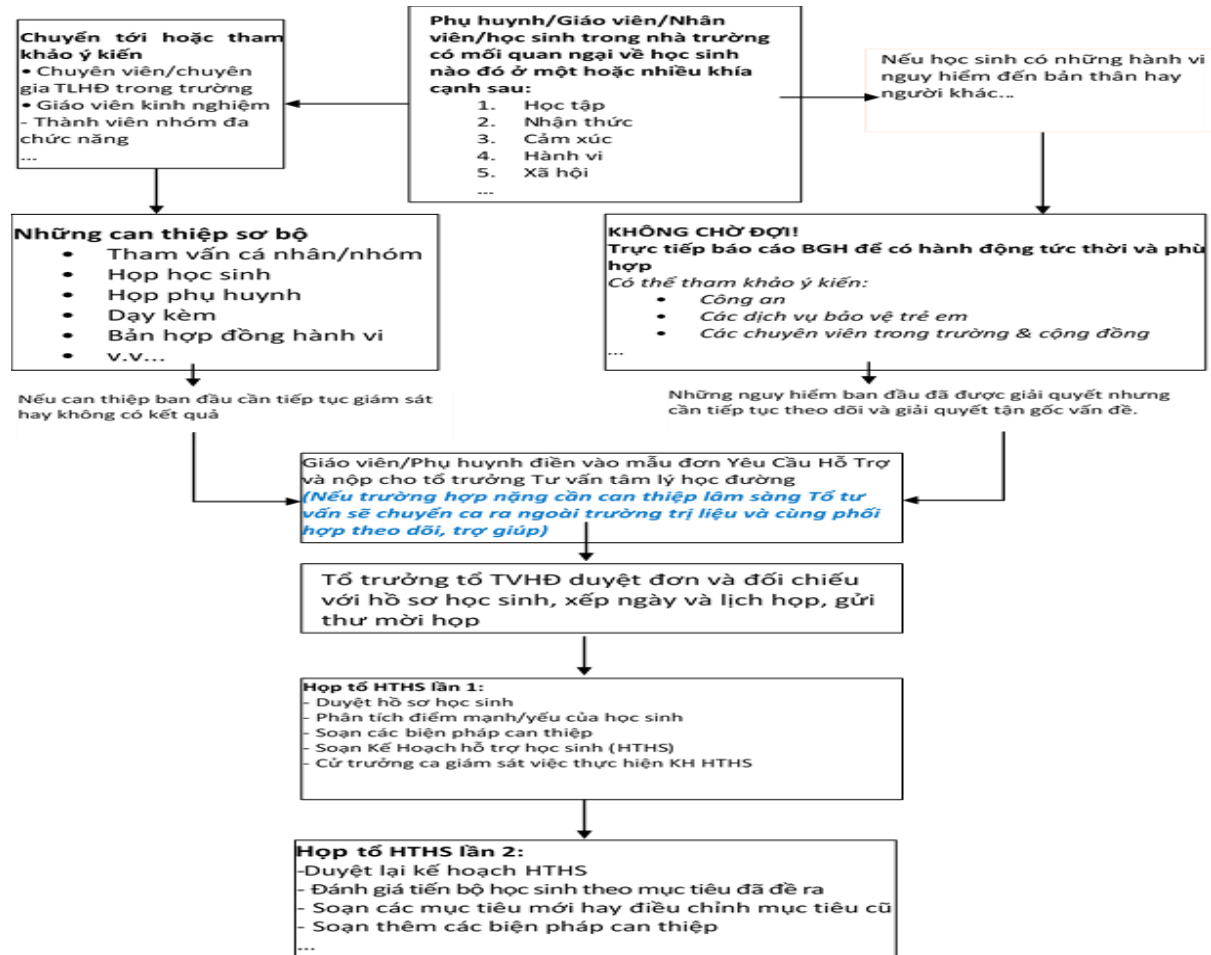 Phụ huynh/Giáo viên/Nhân
viên/học sinh trong nhà trường
có mối quan ngại về học sinh
nào đó ở một hoặc nhiều khía
cạnh sau:
1. Học tập
2. Nhận thức
3. Cảm xúc
4. Hành vi
5. Xã hội
...
Chuyển tới hoặc tham
khảo ý kiến
• Chuyên viên/chuyên
gia TLHĐ trong trường
• Giáo viên kinh nghiệm
- Thành viên nhóm đa
chức năng
...
Nếu học sinh có những hành vi
nguy hiểm đến bản thân hay
người khác...
Những can thiệp sơ bộ
• Tham vấn cá nhân/nhóm
• Họp học sinh
• Họp phụ huynh
• Dạy kèm
• Bản hợp đồng hành vi
• v.v...
KHÔNG CHỜ ĐỢI!
Trực tiếp báo cáo BGH để có hành động tức thời và phù
hợp
Có thể tham khảo ý kiến:
• Công an
• Các dịch vụ bảo vệ trẻ em
• Các chuyên viên trong trường & cộng đồng
...
Nếu can thiệp ban đầu cần tiếp tục giám sát
hay không có kết quả
Những nguy hiểm ban đầu đã được giải quyết nhưng
cần tiếp tục theo dõi và giải quyết tận gốc vấn đề.
Giáo viên/Phụ huynh điền vào mẫu đơn Yêu Cầu Hỗ Trợ
và nộp cho tổ trưởng Tư vấn tâm lý học đường
(Nếu trường hợp nặng cần can thiệp lâm sàng Tổ tư
vấn sẽ chuyển ca ra ngoài trường trị liệu và cùng phối
hợp theo dõi, trợ giúp)
Tổ trưởng tổ TVHĐ duyệt đơn và đối chiếu
với hồ sơ học sinh, xếp ngày và lịch họp, gửi
thư mời họp
Họp tổ HTHS lần 1:
- Duyệt hồ sơ học sinh
- Phân tích điểm mạnh/yếu của học sinh
- Soạn các biện pháp can thiệp
- Soạn Kế Hoạch hỗ trợ học sinh (HTHS)
- Cử trưởng ca giám sát việc thực hiện KH HTHS
Họp tổ HTHS lần 2:
-Duyệt lại kế hoạch HTHS
- Đánh giá tiến bộ học sinh theo mục tiêu đã đề ra
- Soạn các mục tiêu mới hay điều chỉnh mục tiêu cũ
- Soạn thêm các biện pháp can thiệp
...